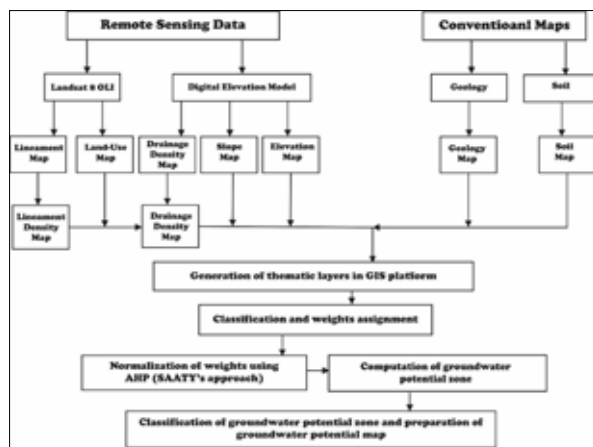 Remote Sensing Data
Conventioanl Maps
Landsat 8 OLI
Digital Elevation Model
Geology
Soil
Lineament
Map
Land-Use
Map
Drainage
Density
Map
Slope
Map
Elevation
Map
Geology
Map
Soil
Map
Lineament
Density
Map
Drainage
Density
Map
Generation of thematic layers in GIS platform
Classification and weights assignment
Normalization of weights using
AHP (SAATY's approach)
Computation of groundwater
potential zone
Classification of groundwater potential zone and preparation of
groundwater potential map